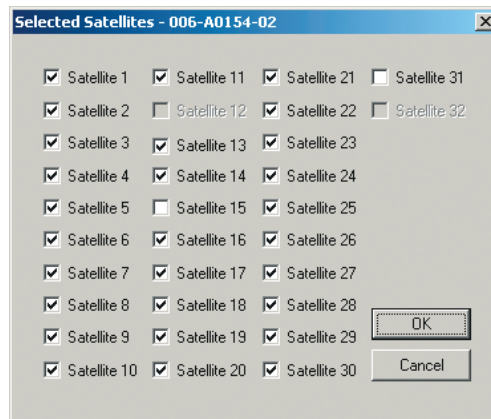 Selected Satellites - 006-A0154-02
Satellite 1
Satellite 11
Satellite 21
Satellite 31
Satellite 2
Satellite 12
Satellite 22
Satellite 32
Satellite 3
Satellite 13
Satellite 23
Satellite 4
Satellite 14
Satellite 24
Satellite 5
Satellite 15
Satellite 25
Satellite 6
Satellite 16
Satellite 26
Satellite 7
Satellite 17
Satellite 27
Satellite 8
Satellite 18
Satellite 28
Satellite 9
Satellite 19
Satellite 29
Satellite 10
Satellite 20
Satellite 30
OK
Cancel